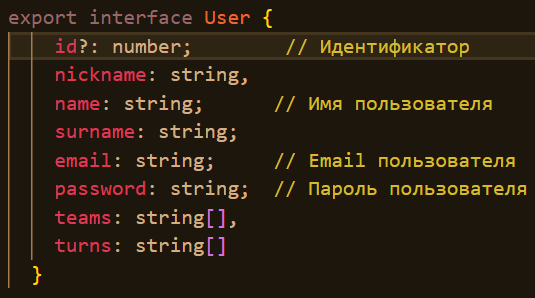 export interface User {
id?: number; // Идентификатор
nickname: string,
name: string; // Имя пользователя
surname: string;
email: string; // Email пользователя
password: string; // Пароль пользователя
teams: string[],
turns: string[]
}